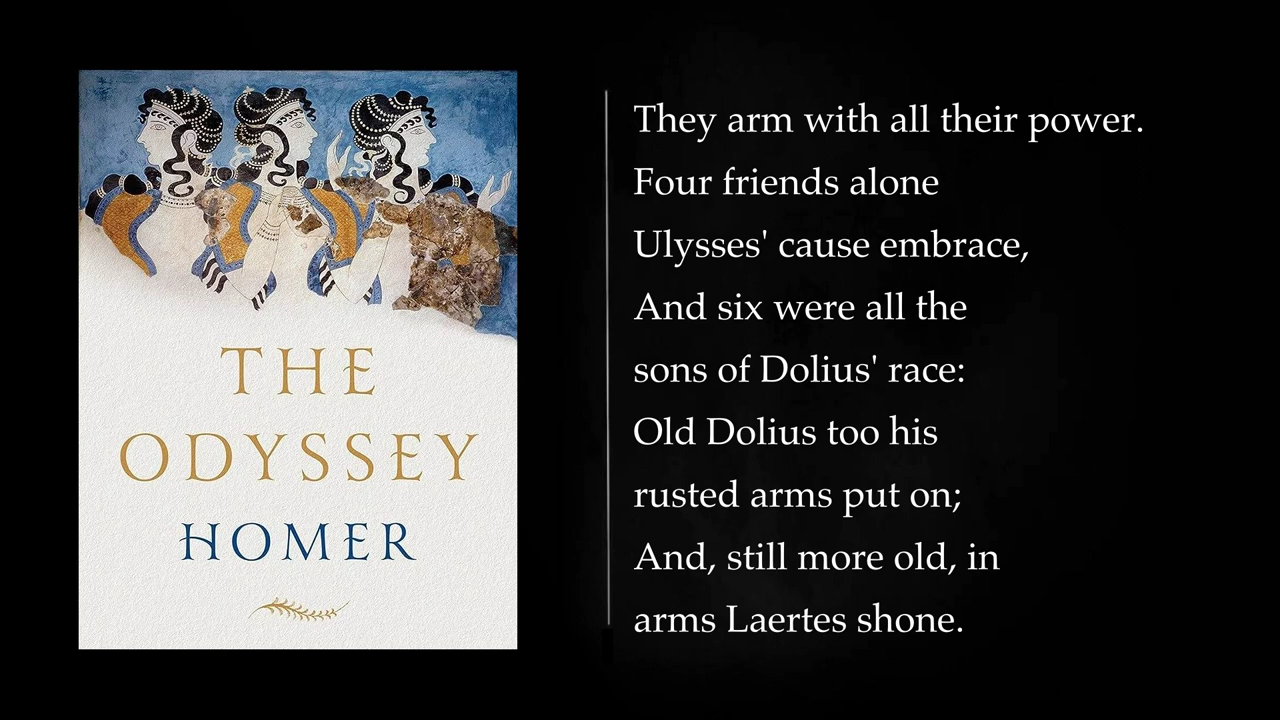 THE
ODYSSEY
HOMER
They arm with all their power.
Four friends alone
Ulysses' cause embrace,
And six were all the
sons of Dolius' race:
Old Dolius too his
rusted arms put on;
And, still more old, in
arms Laertes shone.